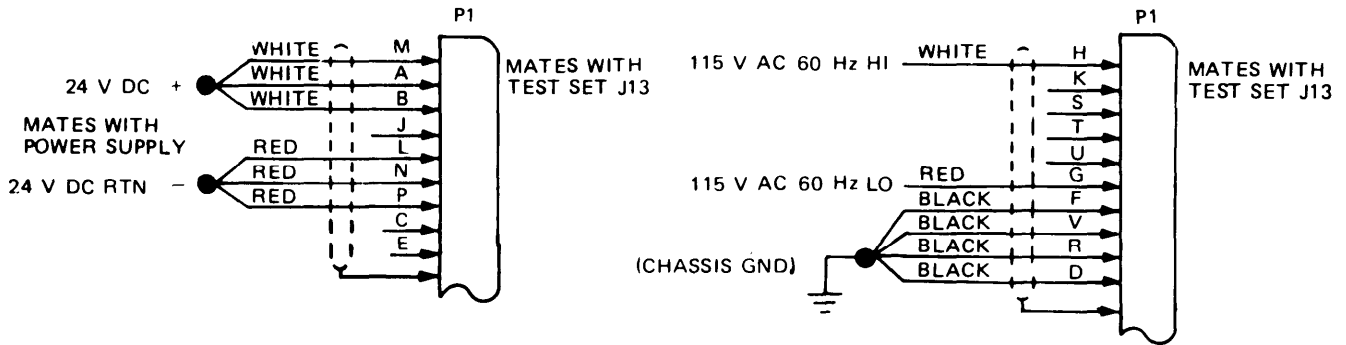 P1
WHITE M
24 V DC + WHITE A
WHITE B
MATES WITH
TEST SET J13
MATES WITH
POWER SUPPLY
J
RED L
24 V DC RTN - RED N
RED P
C
E
P1
115 V AC 60 Hz HI WHITE H
K
S
T
U
MATES WITH
TEST SET J13
115 V AC 60 Hz LO RED G
BLACK F
BLACK V
(CHASSIS GND) BLACK R
BLACK D